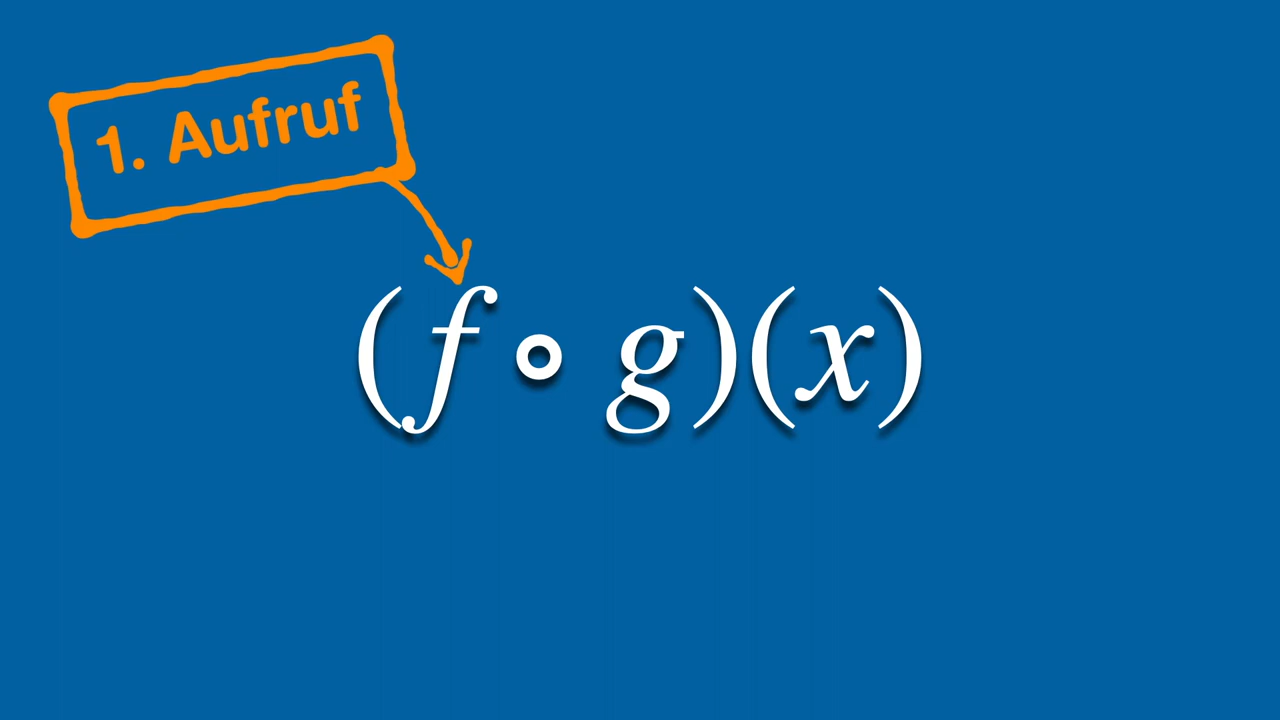 1. Aufruf
(f ∘ g)(x)